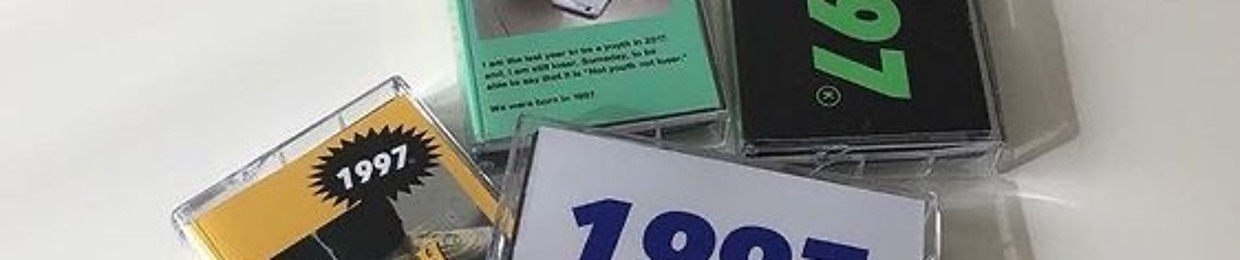 I am the last year to be a youth in 2017.
and, I am still loser. Someday, to be
able to say that it is "Not youth not loser."
We were born in 1997
97
®
1997
1997